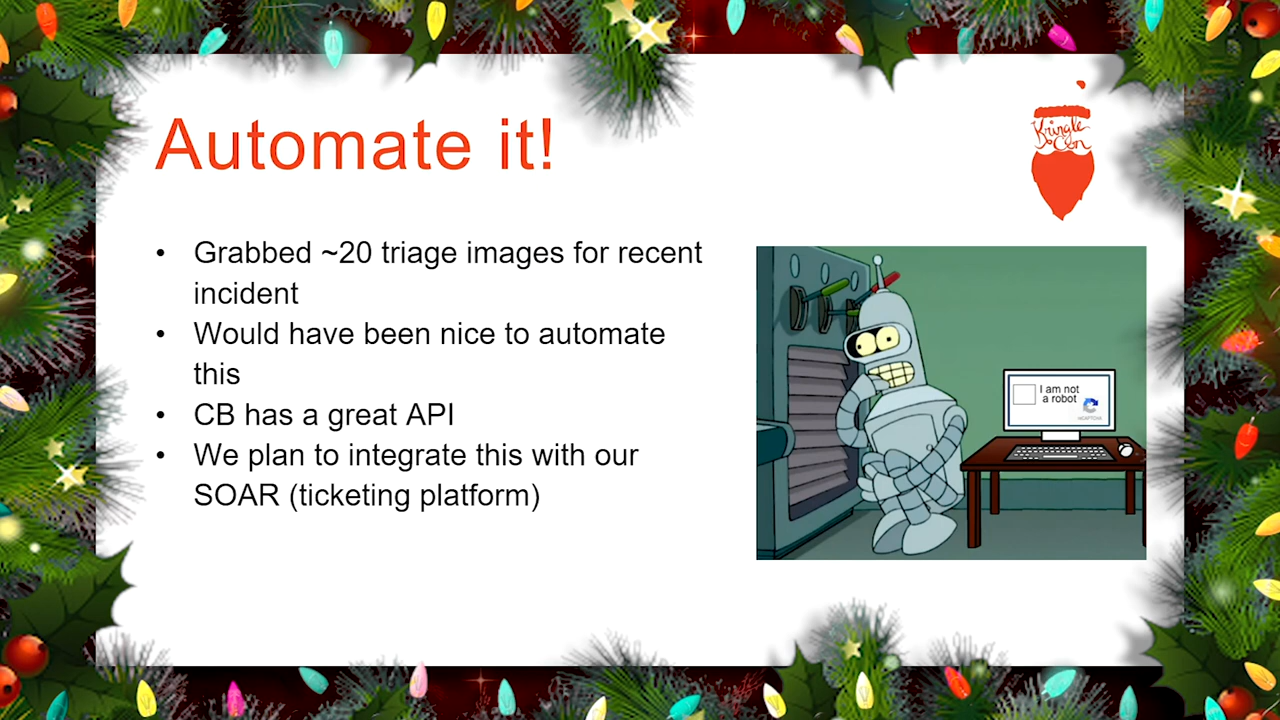 Automate it!
Kringle
Con
• Grabbed ~20 triage images for recent
incident
• Would have been nice to automate
this
• CB has a great API
• We plan to integrate this with our
SOAR (ticketing platform)
I am not
a robot
reCAPTCHA